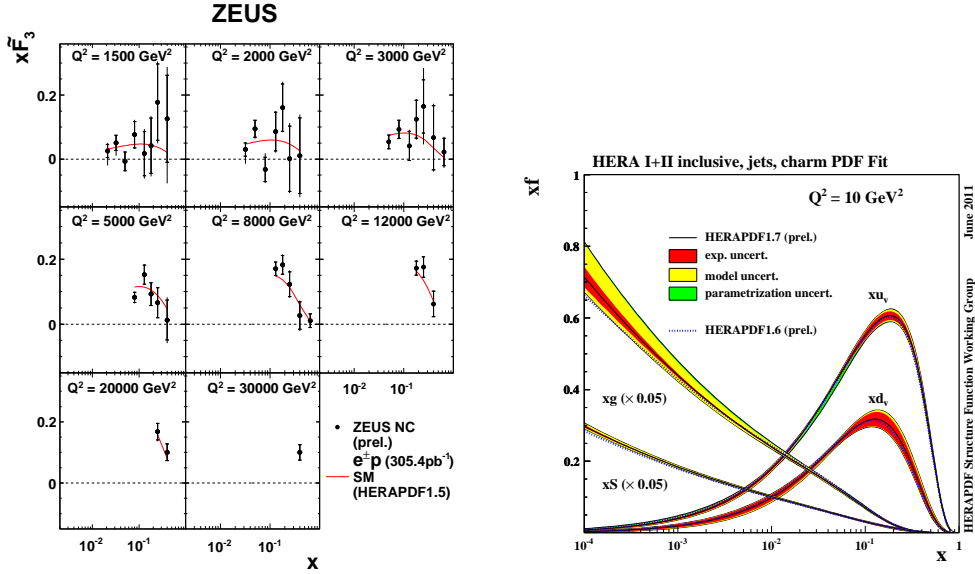 ZEUS
xF̃₃
Q² = 1500 GeV²
Q² = 2000 GeV²
Q² = 3000 GeV²
0.2
0
Q² = 5000 GeV²
Q² = 8000 GeV²
Q² = 12000 GeV²
0.2
0
10⁻² 10⁻¹
Q² = 20000 GeV²
Q² = 30000 GeV²
0.2
0
ZEUS NC
(prel.)
e±p (305.4pb⁻¹)
SM
(HERAPDF1.5)
10⁻² 10⁻¹ 10⁻² 10⁻¹
x
HERA I+II inclusive, jets, charm PDF Fit
xf
1
Q² = 10 GeV²
HERAPDF1.7 (prel.)
exp. uncert.
model uncert.
parametrization uncert.
HERAPDF1.6 (prel.)
0.8
0.6
0.4
0.2
xuᵥ
xdᵥ
xg (× 0.05)
xS (× 0.05)
10⁻⁴ 10⁻³ 10⁻² 10⁻¹ 1
x
HERAPDF Structure Function Working Group June 2011